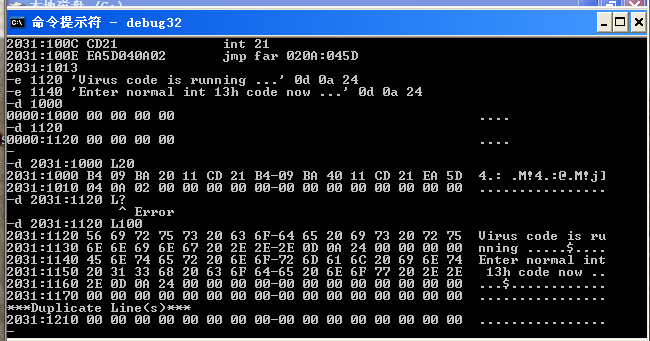 命令提示符 - debug32
2031:100C CD21 int 21
2031:100E EA5D040A02 jmp far 020A:045D
2031:1013
-e 1120 'Virus code is running ...' 0d 0a 24
-e 1140 'Enter normal int 13h code now ...' 0d 0a 24
-d 1000
0000:1000 00 00 00 00 ....
-d 1120
0000:1120 00 00 00 00 ....
-
-d 2031:1000 L20
2031:1000 B4 09 BA 20 11 CD 21 B4-09 BA 40 11 CD 21 EA 5D 4.: .M!4.:@.M!j]
2031:1010 04 0A 02 00 00 00 00 00-00 00 00 00 00 00 00 00 ................
-d 2031:1120 L?
^ Error
-d 2031:1120 L100
2031:1120 56 69 72 75 73 20 63 6F-64 65 20 69 73 20 72 75 Virus code is ru
2031:1130 6E 6E 69 6E 67 20 2E 2E-2E 0D 0A 24 00 00 00 00 nning .....$....
2031:1140 45 6E 74 65 72 20 6E 6F-72 6D 61 6C 20 69 6E 74 Enter normal int
2031:1150 20 31 33 68 20 63 6F 64-65 20 6E 6F 77 20 2E 2E 13h code now ..
2031:1160 2E 0D 0A 24 00 00 00 00-00 00 00 00 00 00 00 00 ...$............
2031:1170 00 00 00 00 00 00 00 00-00 00 00 00 00 00 00 00 ................
***Duplicate Line(s)***
2031:1210 00 00 00 00 00 00 00 00-00 00 00 00 00 00 00 00 ................
-